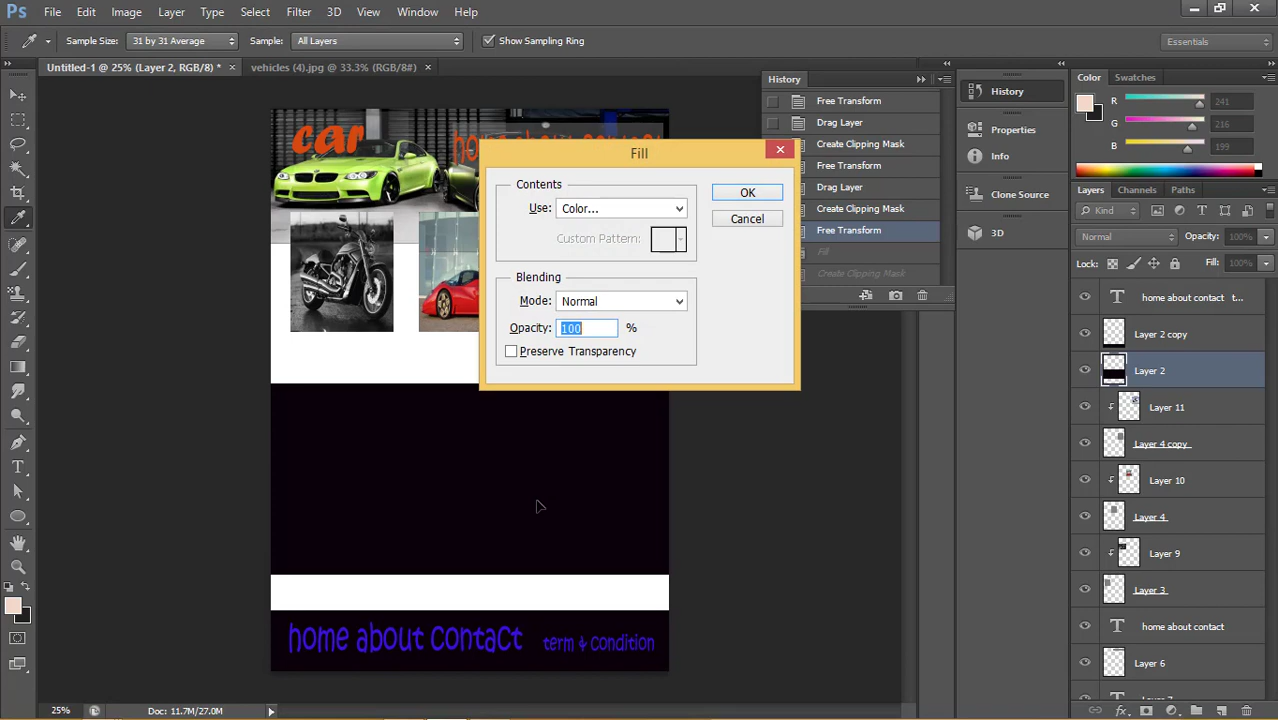 Ps File Edit Image Layer Type Select Filter 3D View Window Help
Sample Size: 31 by 31 Average Sample: All Layers Show Sampling Ring Essentials
Untitled-1 @ 25% (Layer 2, RGB/8) * × vehicles (4).jpg @ 33.3% (RGB/8#) ×
History
Free Transform
Drag Layer
Create Clipping Mask
Free Transform
Drag Layer
Create Clipping Mask
Free Transform
Fill
Create Clipping Mask
History
Properties
Info
Clone Source
3D
Color Swatches
R 241
G 216
B 199
Layers Channels Paths
Kind
Normal Opacity: 100%
Lock: Fill: 100%
T home about contact t...
Layer 2 copy
Layer 2
Layer 11
Layer 4 copy
Layer 10
Layer 4
Layer 9
Layer 3
T home about contact
Layer 6
car
Fill
Contents
Use: Color...
Custom Pattern:
Blending
Mode: Normal
Opacity: 100 %
Preserve Transparency
OK
Cancel
home about contact term & condition
25% Doc: 11.7M/27.0M